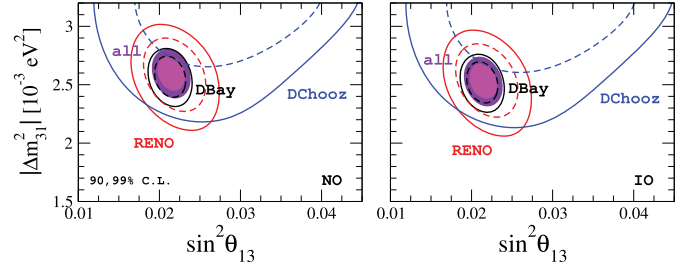 |Δm²₃₁| [10⁻³ eV²]
3
2.5
2
1.5
all
DBay
DChooz
RENO
90,99% C.L.
NO
0.01 0.02 0.03 0.04
sin²θ₁₃
all
DBay
DChooz
RENO
IO
0.01 0.02 0.03 0.04
sin²θ₁₃